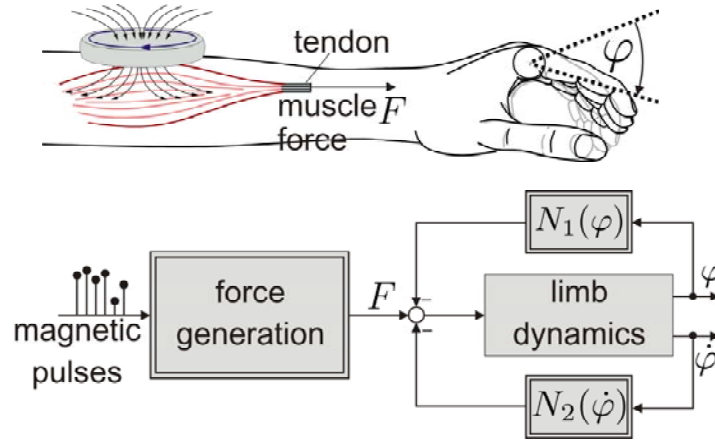 tendon
muscle F
force
φ
N₁(φ)
φ
force
generation
F
limb
dynamics
magnetic
pulses
φ̇
N₂(φ̇)